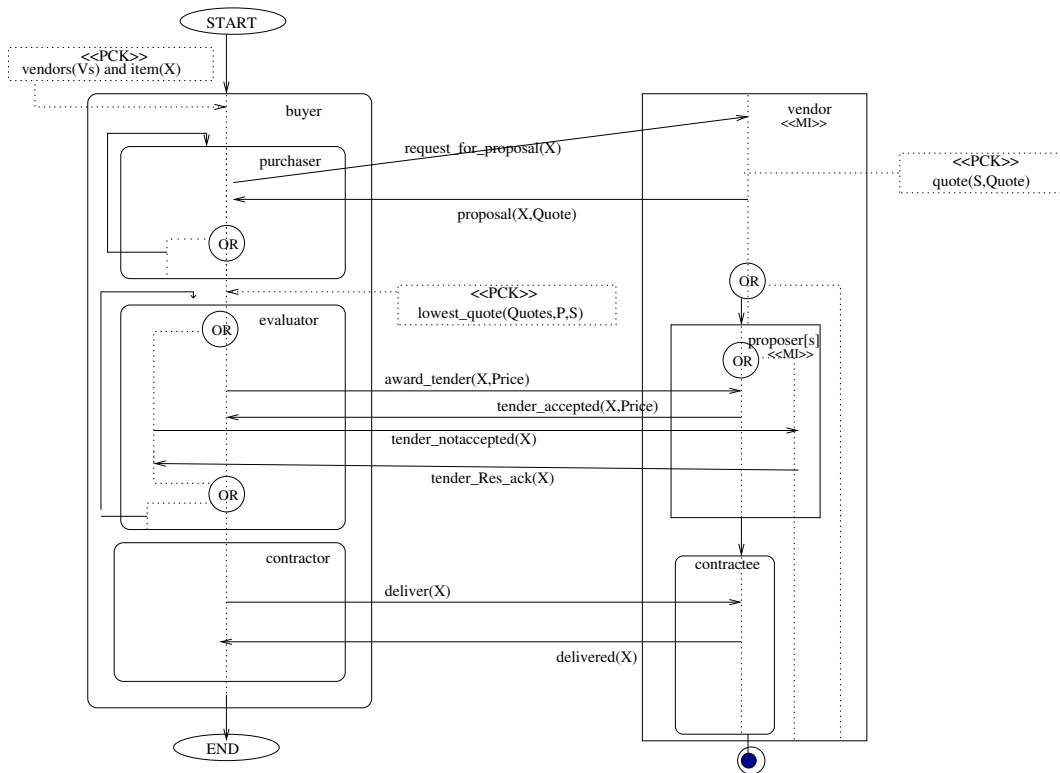 START
<<PCK>>
vendors(Vs) and item(X)
buyer
vendor
<<MI>>
purchaser
request_for_proposal(X)
<<PCK>>
quote(S,Quote)
proposal(X,Quote)
OR
OR
<<PCK>>
lowest_quote(Quotes,P,S)
evaluator
OR
proposer[s]
<<MI>>
OR
award_tender(X,Price)
tender_accepted(X,Price)
tender_notaccepted(X)
tender_Res_ack(X)
OR
contractor
contractee
deliver(X)
delivered(X)
END